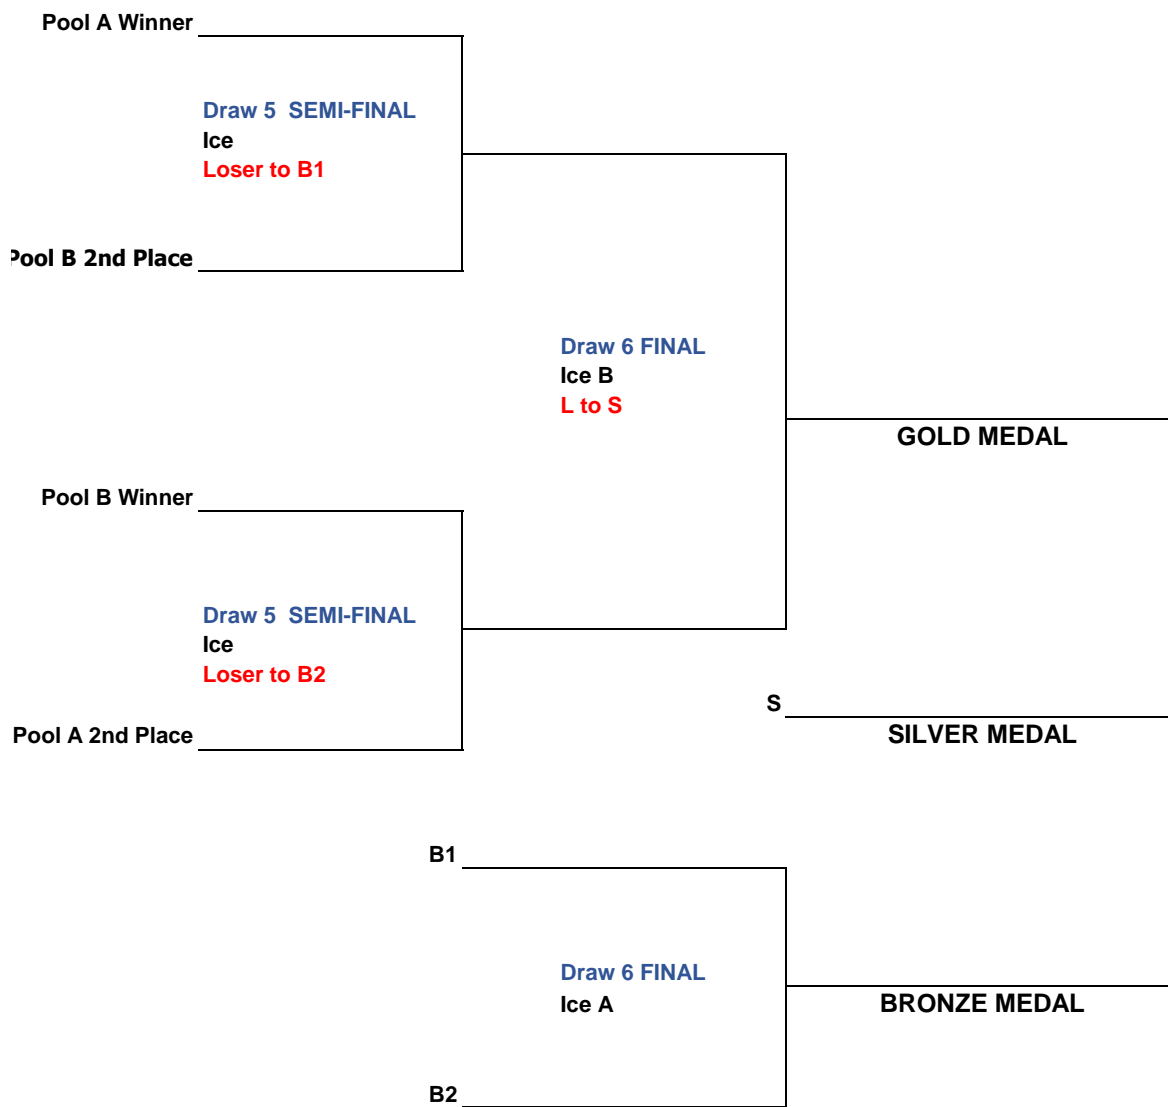 Pool A Winner
Draw 5  SEMI-FINAL
Ice
Loser to B1
Pool B 2nd Place
Draw 6 FINAL
Ice B
L to S
GOLD MEDAL
Pool B Winner
Draw 5  SEMI-FINAL
Ice
Loser to B2
S
SILVER MEDAL
Pool A 2nd Place
B1
Draw 6 FINAL
Ice A
BRONZE MEDAL
B2